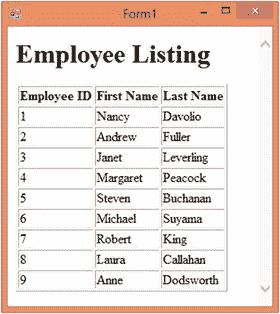 Form1
Employee Listing
Employee ID First Name Last Name
1 Nancy Davolio
2 Andrew Fuller
3 Janet Leverling
4 Margaret Peacock
5 Steven Buchanan
6 Michael Suyama
7 Robert King
8 Laura Callahan
9 Anne Dodsworth